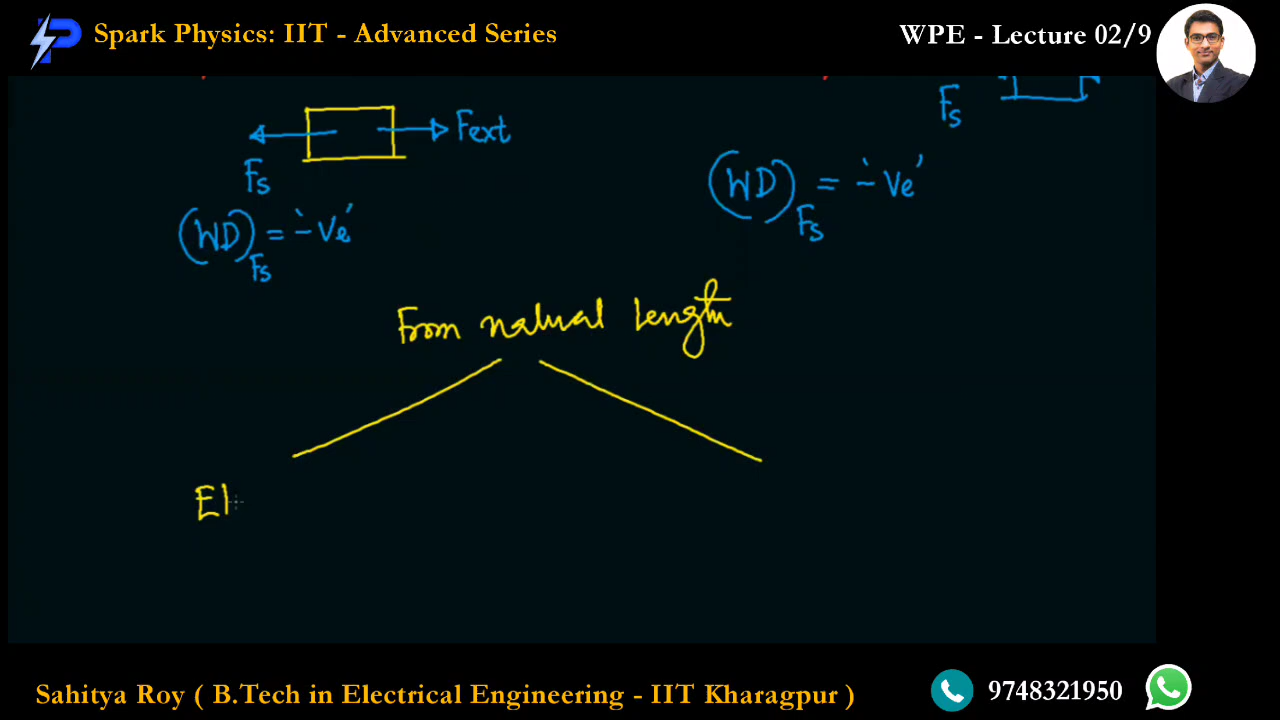 Spark Physics: IIT - Advanced Series
WPE - Lecture 02/9
Fs
Fext
Fs
(WD)Fs = '-Ve'
(WD)Fs = '-Ve'
From natural length
El
Sahitya Roy ( B.Tech in Electrical Engineering - IIT Kharagpur )
9748321950